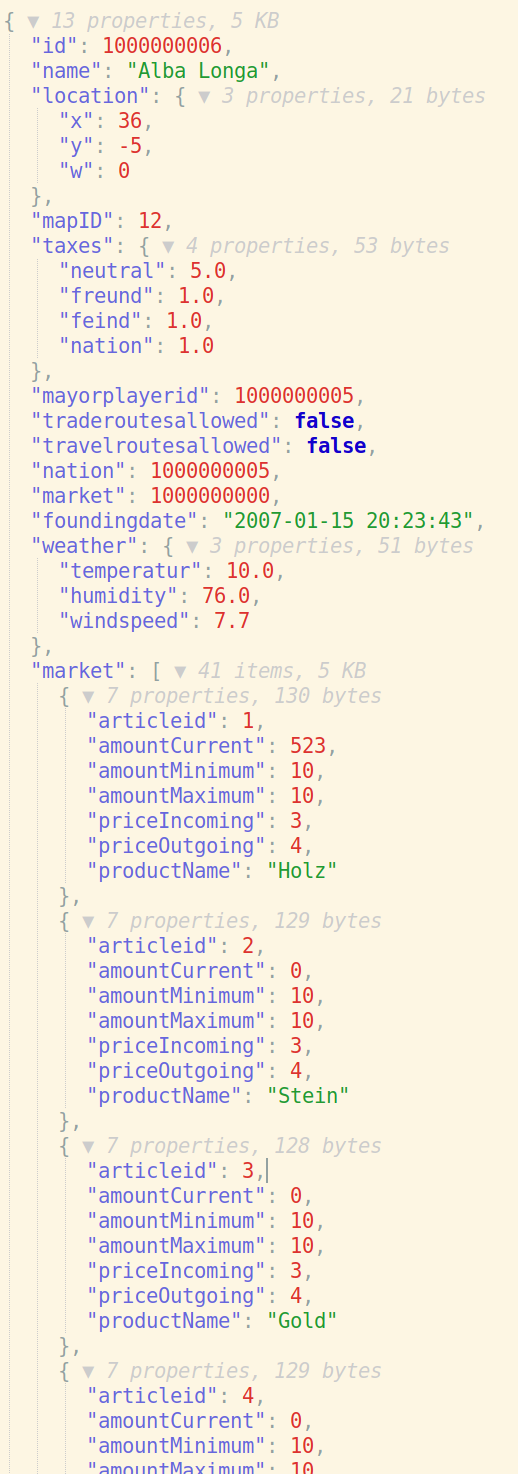 { ▼ 13 properties, 5 KB
"id": 1000000006,
"name": "Alba Longa",
"location": { ▼ 3 properties, 21 bytes
"x": 36,
"y": -5,
"w": 0
},
"mapID": 12,
"taxes": { ▼ 4 properties, 53 bytes
"neutral": 5.0,
"freund": 1.0,
"feind": 1.0,
"nation": 1.0
},
"mayorplayerid": 1000000005,
"traderoutesallowed": false,
"travelroutesallowed": false,
"nation": 1000000005,
"market": 1000000000,
"foundingdate": "2007-01-15 20:23:43",
"weather": { ▼ 3 properties, 51 bytes
"temperatur": 10.0,
"humidity": 76.0,
"windspeed": 7.7
},
"market": [ ▼ 41 items, 5 KB
{ ▼ 7 properties, 130 bytes
"articleid": 1,
"amountCurrent": 523,
"amountMinimum": 10,
"amountMaximum": 10,
"priceIncoming": 3,
"priceOutgoing": 4,
"productName": "Holz"
},
{ ▼ 7 properties, 129 bytes
"articleid": 2,
"amountCurrent": 0,
"amountMinimum": 10,
"amountMaximum": 10,
"priceIncoming": 3,
"priceOutgoing": 4,
"productName": "Stein"
},
{ ▼ 7 properties, 128 bytes
"articleid": 3,
"amountCurrent": 0,
"amountMinimum": 10,
"amountMaximum": 10,
"priceIncoming": 3,
"priceOutgoing": 4,
"productName": "Gold"
},
{ ▼ 7 properties, 129 bytes
"articleid": 4,
"amountCurrent": 0,
"amountMinimum": 10,
"amountMaximum": 10